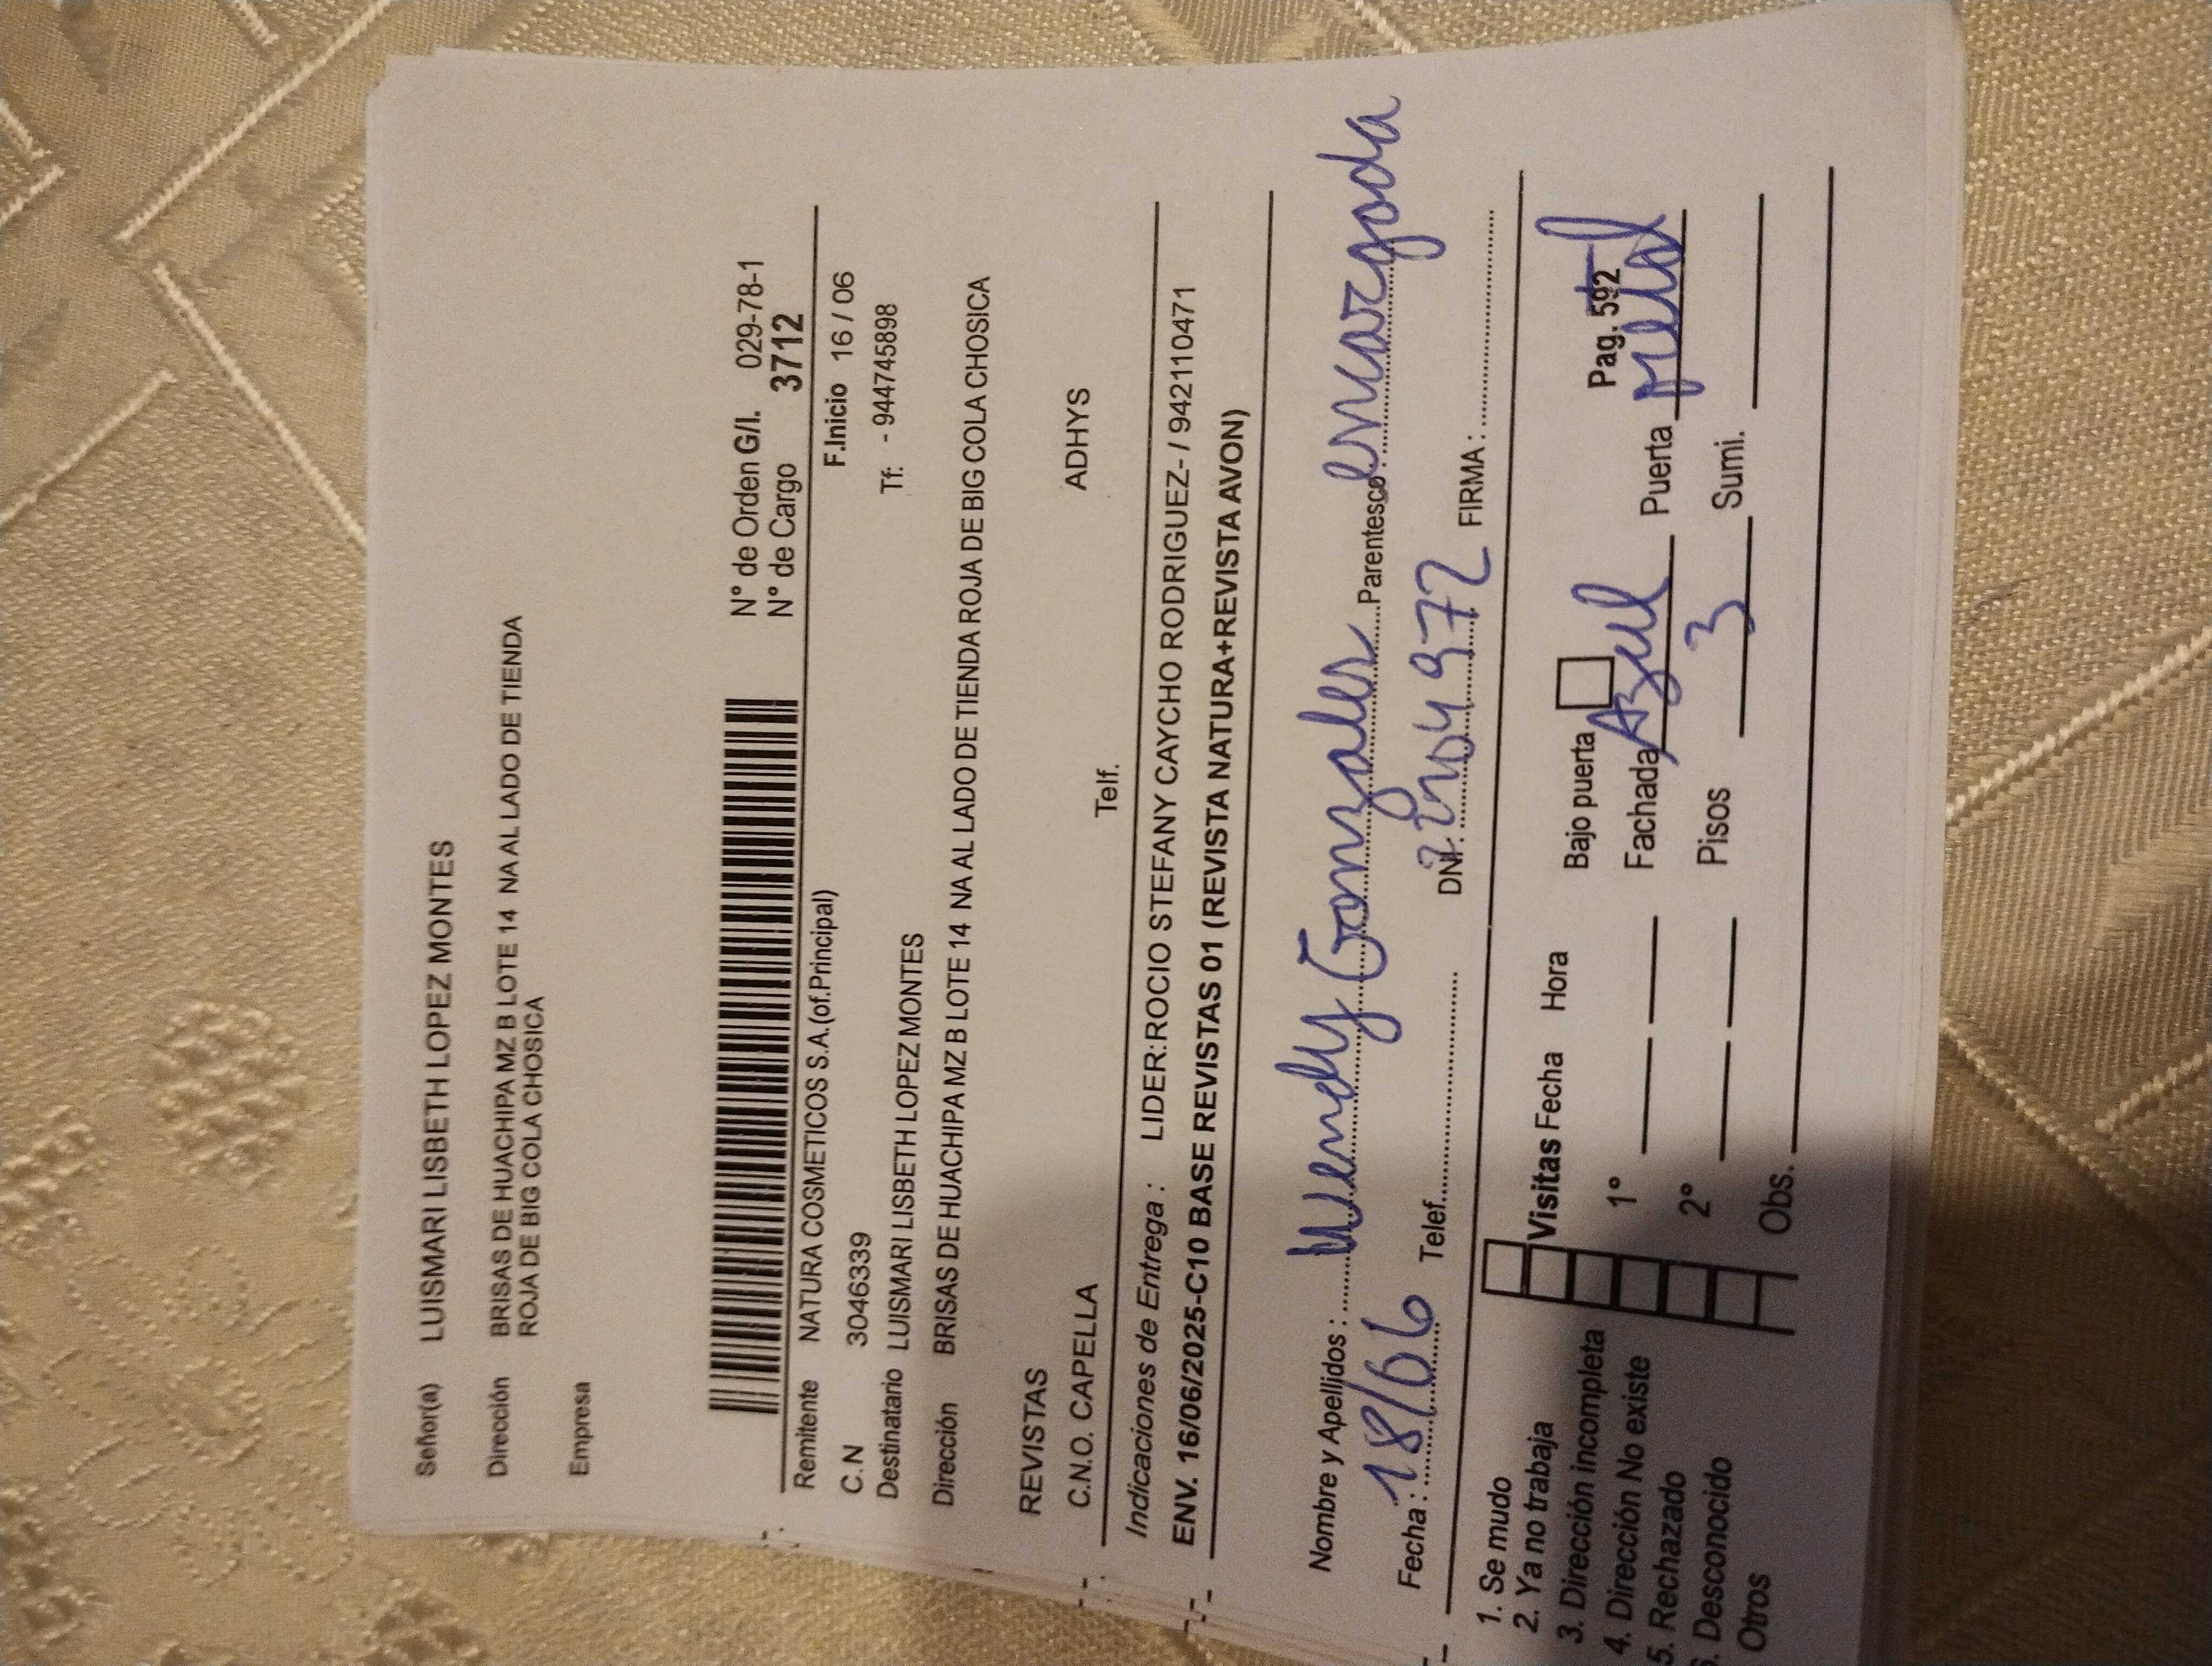 Señor(a) LUISMARI LISBETH LOPEZ MONTES
Dirección BRISAS DE HUACHIPA MZ B LOTE 14 NA AL LADO DE TIENDA
ROJA DE BIG COLA CHOSICA
Empresa
N° de Orden G/I. 029-78-1
N° de Cargo 3712
Remitente NATURA COSMETICOS S.A.(of.Principal) F.Inicio 16 / 06
C.N 3046339 Tf: - 944745898
Destinatario LUISMARI LISBETH LOPEZ MONTES
Dirección BRISAS DE HUACHIPA MZ B LOTE 14 NA AL LADO DE TIENDA ROJA DE BIG COLA CHOSICA
REVISTAS
C.N.O. CAPELLA Telf. ADHYS
Indicaciones de Entrega : LIDER:ROCIO STEFANY CAYCHO RODRIGUEZ- / 942110471
ENV. 16/06/2025-C10 BASE REVISTAS 01 (REVISTA NATURA+REVISTA AVON)
Nombre y Apellidos : Wendy Gonzales Parentesco: encargada
Fecha : 18/06 Telef. DNI: FIRMA :
1. Se mudo
2. Ya no trabaja
3. Dirección incompleta
4. Dirección No existe
5. Rechazado
6. Desconocido
Otros
Visitas Fecha Hora Bajo puerta Pag. 592
1° Fachada Azul Puerta metal
2° Pisos 3 Sumi.
Obs.